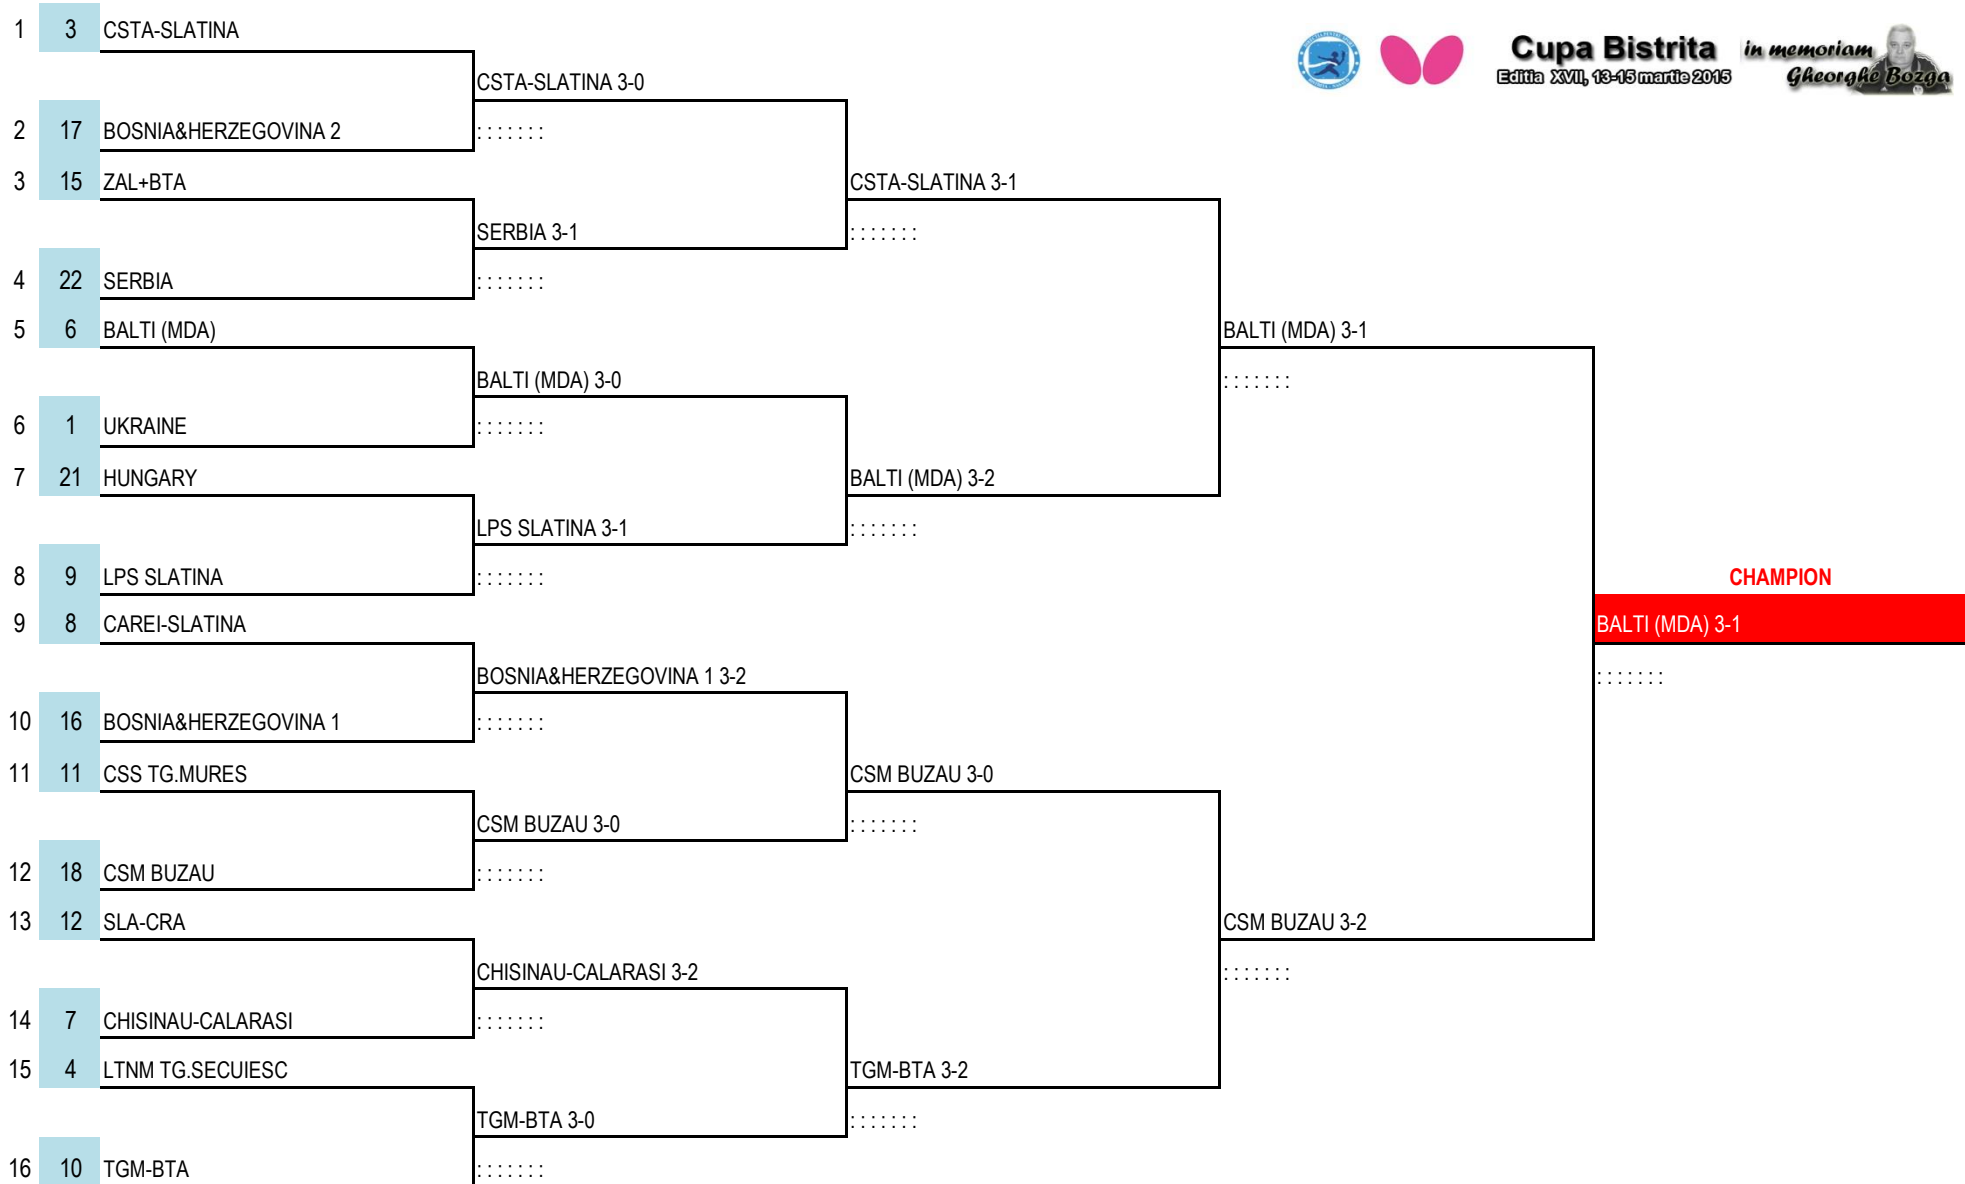 Cupa Bistrita
Editia XVII, 13-15 martie 2015
in memoriam
Gheorghe Bozga
1 3 CSTA-SLATINA
CSTA-SLATINA 3-0
2 17 BOSNIA&HERZEGOVINA 2
: : : : : : :
3 15 ZAL+BTA
CSTA-SLATINA 3-1
SERBIA 3-1
: : : : : : :
4 22 SERBIA
: : : : : : :
5 6 BALTI (MDA)
BALTI (MDA) 3-1
BALTI (MDA) 3-0
: : : : : : :
6 1 UKRAINE
: : : : : : :
7 21 HUNGARY
BALTI (MDA) 3-2
LPS SLATINA 3-1
: : : : : : :
8 9 LPS SLATINA
: : : : : : :
CHAMPION
9 8 CAREI-SLATINA
BALTI (MDA) 3-1
BOSNIA&HERZEGOVINA 1 3-2
: : : : : : :
10 16 BOSNIA&HERZEGOVINA 1
: : : : : : :
11 11 CSS TG.MURES
CSM BUZAU 3-0
CSM BUZAU 3-0
: : : : : : :
12 18 CSM BUZAU
: : : : : : :
13 12 SLA-CRA
CSM BUZAU 3-2
CHISINAU-CALARASI 3-2
: : : : : : :
14 7 CHISINAU-CALARASI
: : : : : : :
15 4 LTNM TG.SECUIESC
TGM-BTA 3-2
TGM-BTA 3-0
: : : : : : :
16 10 TGM-BTA
: : : : : : :